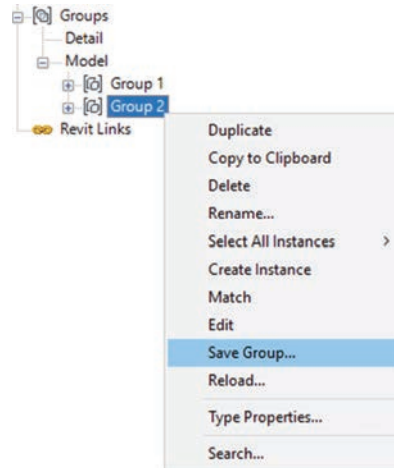 Groups
Detail
Model
Group 1
Group 2
Revit Links
Duplicate
Copy to Clipboard
Delete
Rename...
Select All Instances >
Create Instance
Match
Edit
Save Group...
Reload...
Type Properties...
Search...